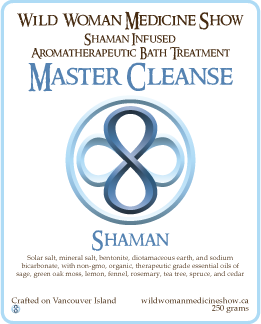 Wild Woman Medicine Show
Shaman Infused
Aromatherapeutic Bath Treatment
Master Cleanse
Shaman
Solar salt, mineral salt, bentonite, diotamaceous earth, and sodium
bicarbonate, with non-gmo, organic, therapeutic grade essential oils of
sage, green oak moss, lemon, fennel, rosemary, tea tree, spruce, and cedar
Crafted on Vancouver Island
wildwomanmedicineshow.ca
250 grams